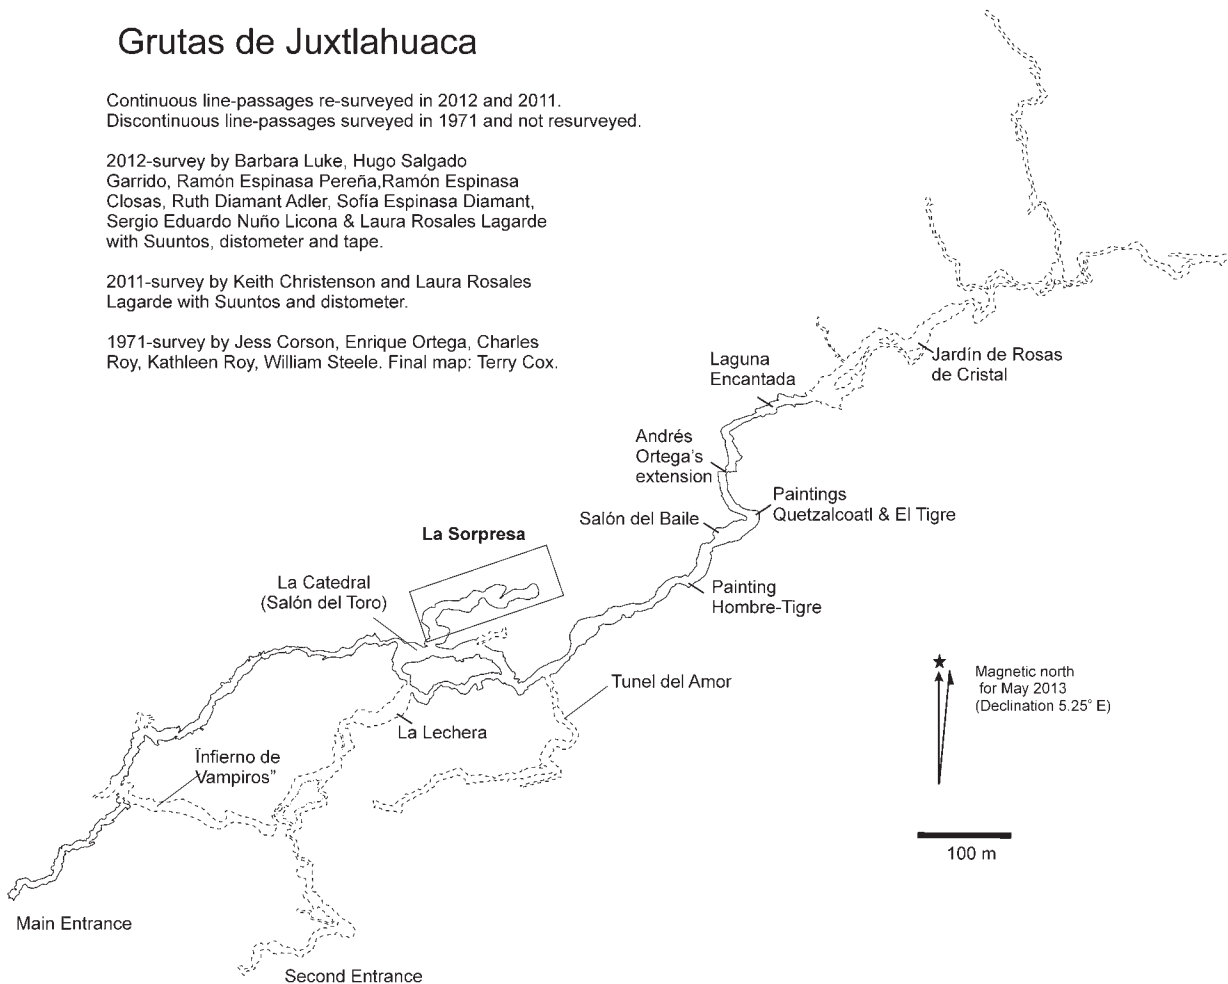 Grutas de Juxtlahuaca
Continuous line-passages re-surveyed in 2012 and 2011.
Discontinuous line-passages surveyed in 1971 and not resurveyed.
2012-survey by Barbara Luke, Hugo Salgado
Garrido, Ramón Espinasa Pereña,Ramón Espinasa
Closas, Ruth Diamant Adler, Sofía Espinasa Diamant,
Sergio Eduardo Nuño Licona & Laura Rosales Lagarde
with Suuntos, distometer and tape.
2011-survey by Keith Christenson and Laura Rosales
Lagarde with Suuntos and distometer.
1971-survey by Jess Corson, Enrique Ortega, Charles
Roy, Kathleen Roy, William Steele. Final map: Terry Cox.
Laguna
Encantada
Jardín de Rosas
de Cristal
Andrés
Ortega's
extension
Paintings
Quetzalcoatl & El Tigre
Salón del Baile
La Sorpresa
La Catedral
(Salón del Toro)
Painting
Hombre-Tigre
Tunel del Amor
Magnetic north
for May 2013
(Declination 5.25° E)
La Lechera
Ïnfierno de
Vampiros"
100 m
Main Entrance
Second Entrance